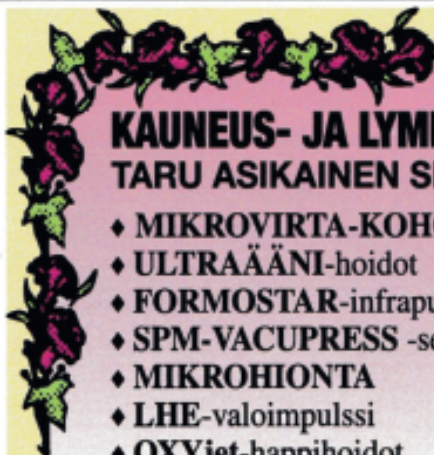 KAUNEUS- JA
TARU ASIKAINEN
♦ MIKROVIRTA-
♦ ULTRAÄÄNI-hoidot
♦ FORMOSTAR-
♦ SPM-VACUPRESS
♦ MIKROHIONTA
♦ LHE-valoimpulssi
♦ OXYjet-happihoidot